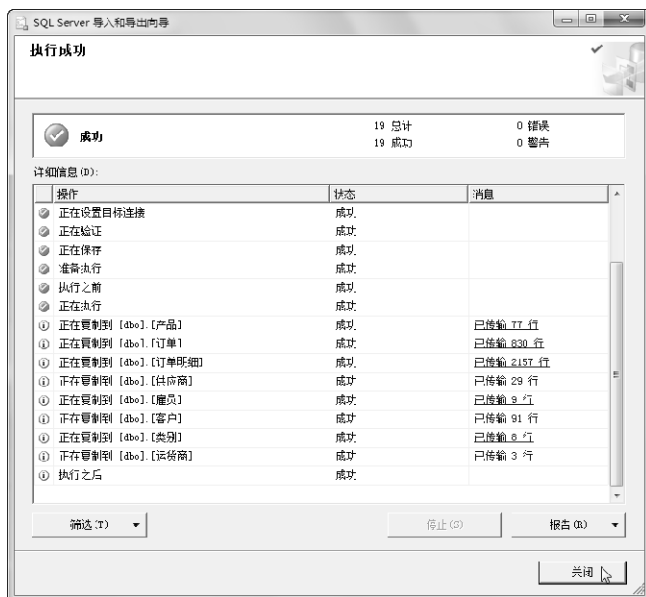 SQL Server 导入和导出向导
执行成功
成功
19 总计
0 错误
19 成功
0 警告
详细信息(D):
操作 状态 消息
正在设置目标连接 成功
正在验证 成功
正在保存 成功
准备执行 成功
执行之前 成功
正在执行 成功
正在复制到 [dbo].[产品] 成功 已传输 77 行
正在复制到 [dbo].[订单] 成功 已传输 830 行
正在复制到 [dbo].[订单明细] 成功 已传输 2157 行
正在复制到 [dbo].[供应商] 成功 已传输 29 行
正在复制到 [dbo].[雇员] 成功 已传输 9 行
正在复制到 [dbo].[客户] 成功 已传输 91 行
正在复制到 [dbo].[类别] 成功 已传输 8 行
正在复制到 [dbo].[运货商] 成功 已传输 3 行
执行之后 成功
筛选(T) 停止(S) 报告(R)
关闭